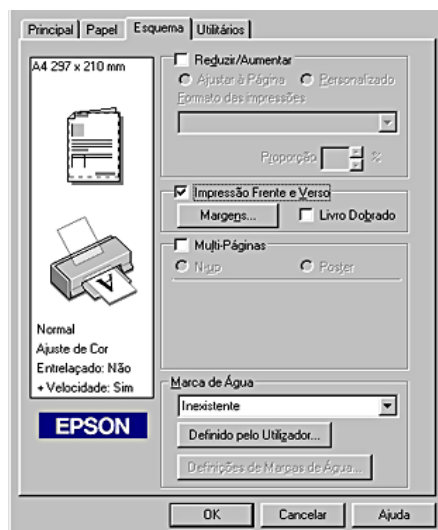 Principal Papel Esquema Utilitários
A4 297 x 210 mm
Normal
Ajuste de Cor
Entrelaçado: Não
+ Velocidade: Sim
EPSON
Reduzir/Aumentar
Ajustar à Página Personalizado
Formato das impressões
Proporção %
Impressão Frente e Verso
Margens... Livro Dobrado
Multi-Páginas
N-up Poster
Marca de Água
Inexistente
Definido pelo Utilizador...
Definições de Marcas de Água...
OK Cancelar Ajuda